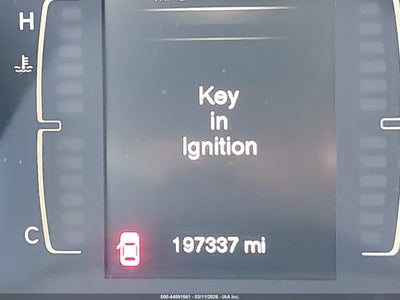 H
Key
in
Ignition
C
197337 mi
000-44691561 - 03/11/2026 - IAA Inc.